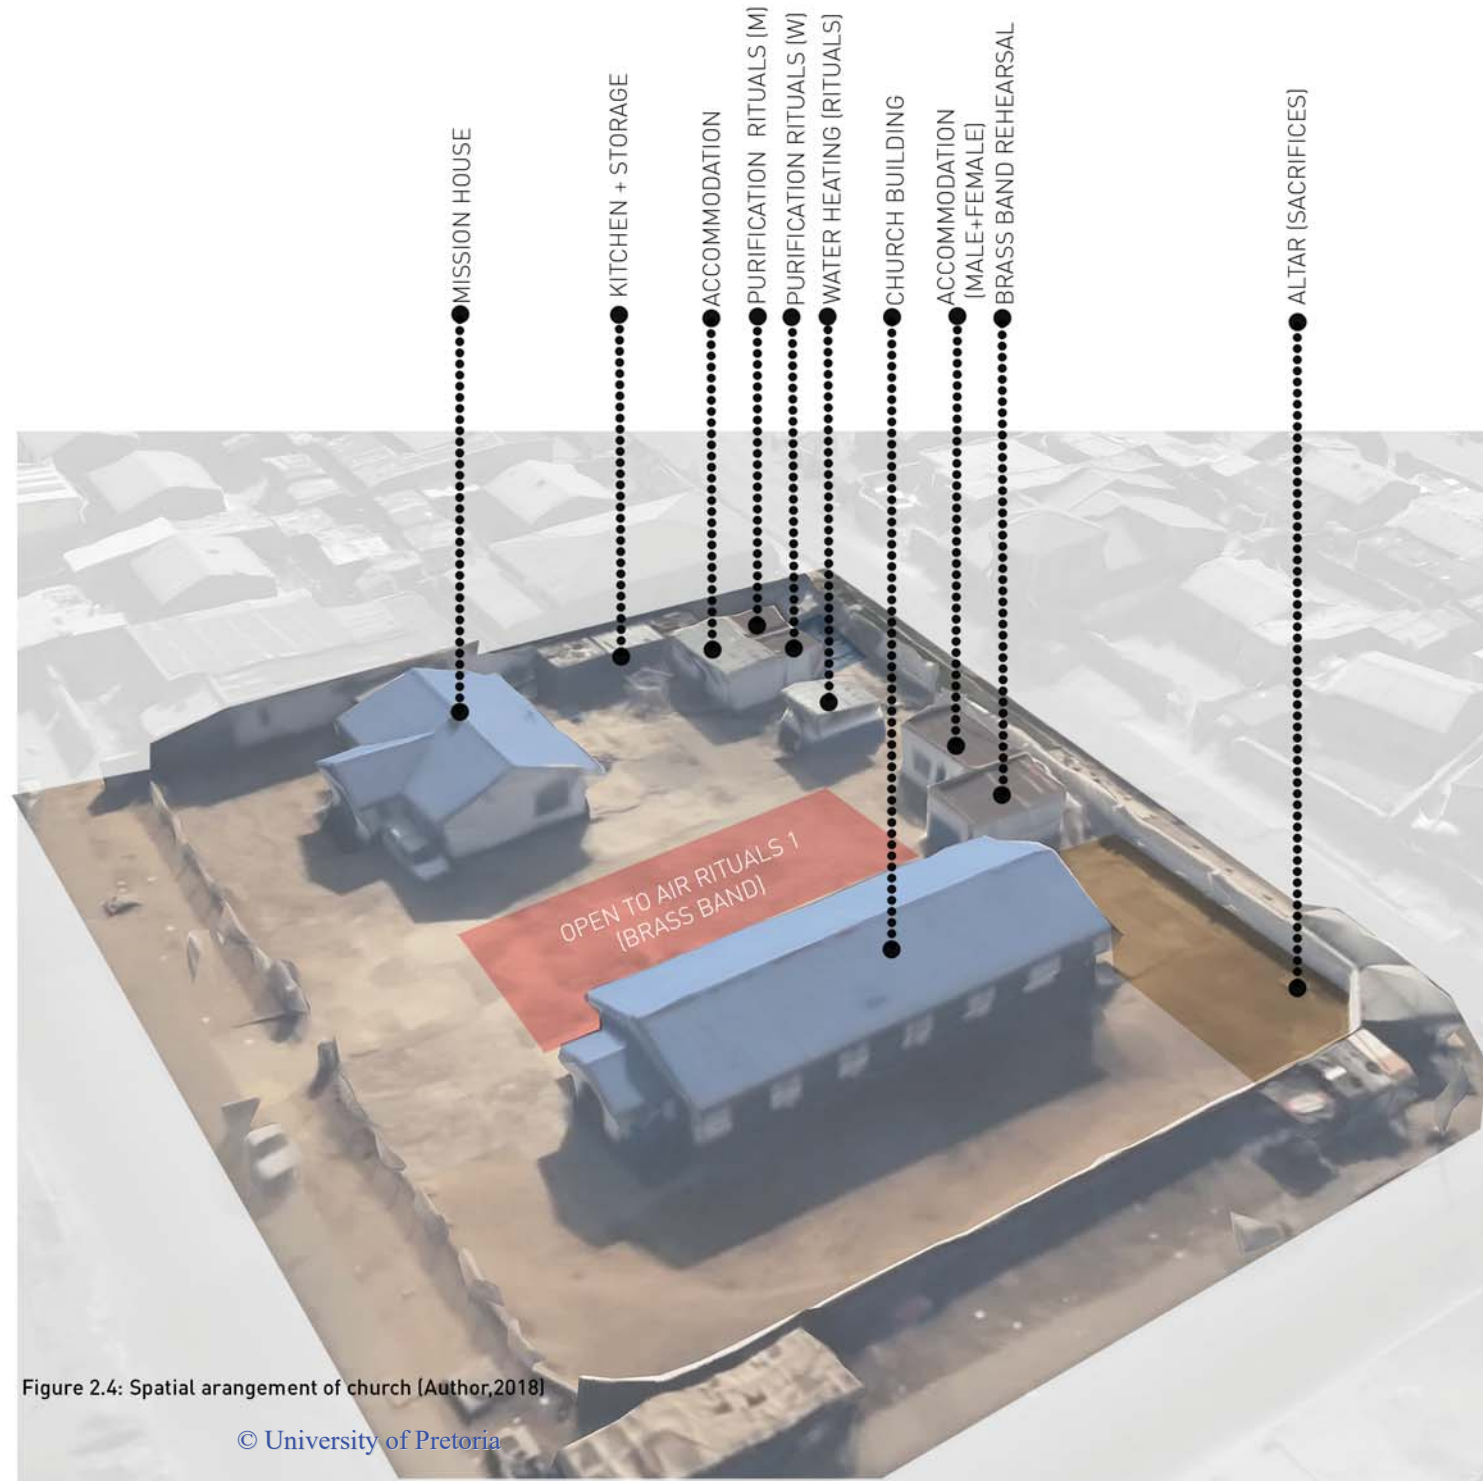 MISSION HOUSE
KITCHEN + STORAGE
ACCOMMODATION
PURIFICATION RITUALS (M)
PURIFICATION RITUALS (W)
WATER HEATING (RITUALS)
CHURCH BUILDING
ACCOMMODATION
(MALE+FEMALE)
BRASS BAND REHEARSAL
ALTAR (SACRIFICES)
OPEN TO AIR RITUALS 1
(BRASS BAND)
Figure 2.4: Spatial arangement of church (Author,2018)
© University of Pretoria